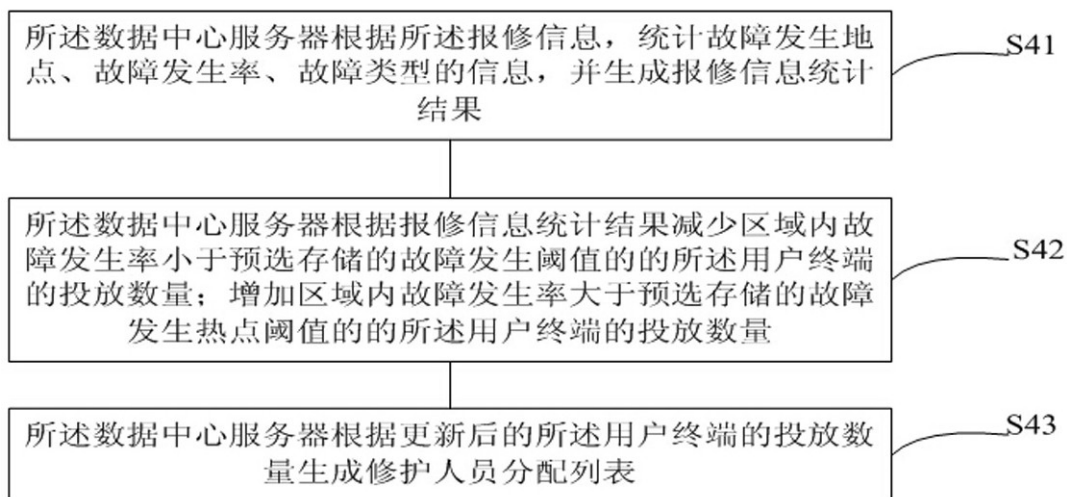 所述数据中心服务器根据所述报修信息，统计故障发生地
点、故障发生率、故障类型的信息，并生成报修信息统计
结果
S41
所述数据中心服务器根据报修信息统计结果减少区域内故
障发生率小于预选存储的故障发生阈值的的所述用户终端
的投放数量；增加区域内故障发生率大于预选存储的故障
发生热点阈值的的所述用户终端的投放数量
S42
所述数据中心服务器根据更新后的所述用户终端的投放数
量生成修护人员分配列表
S43